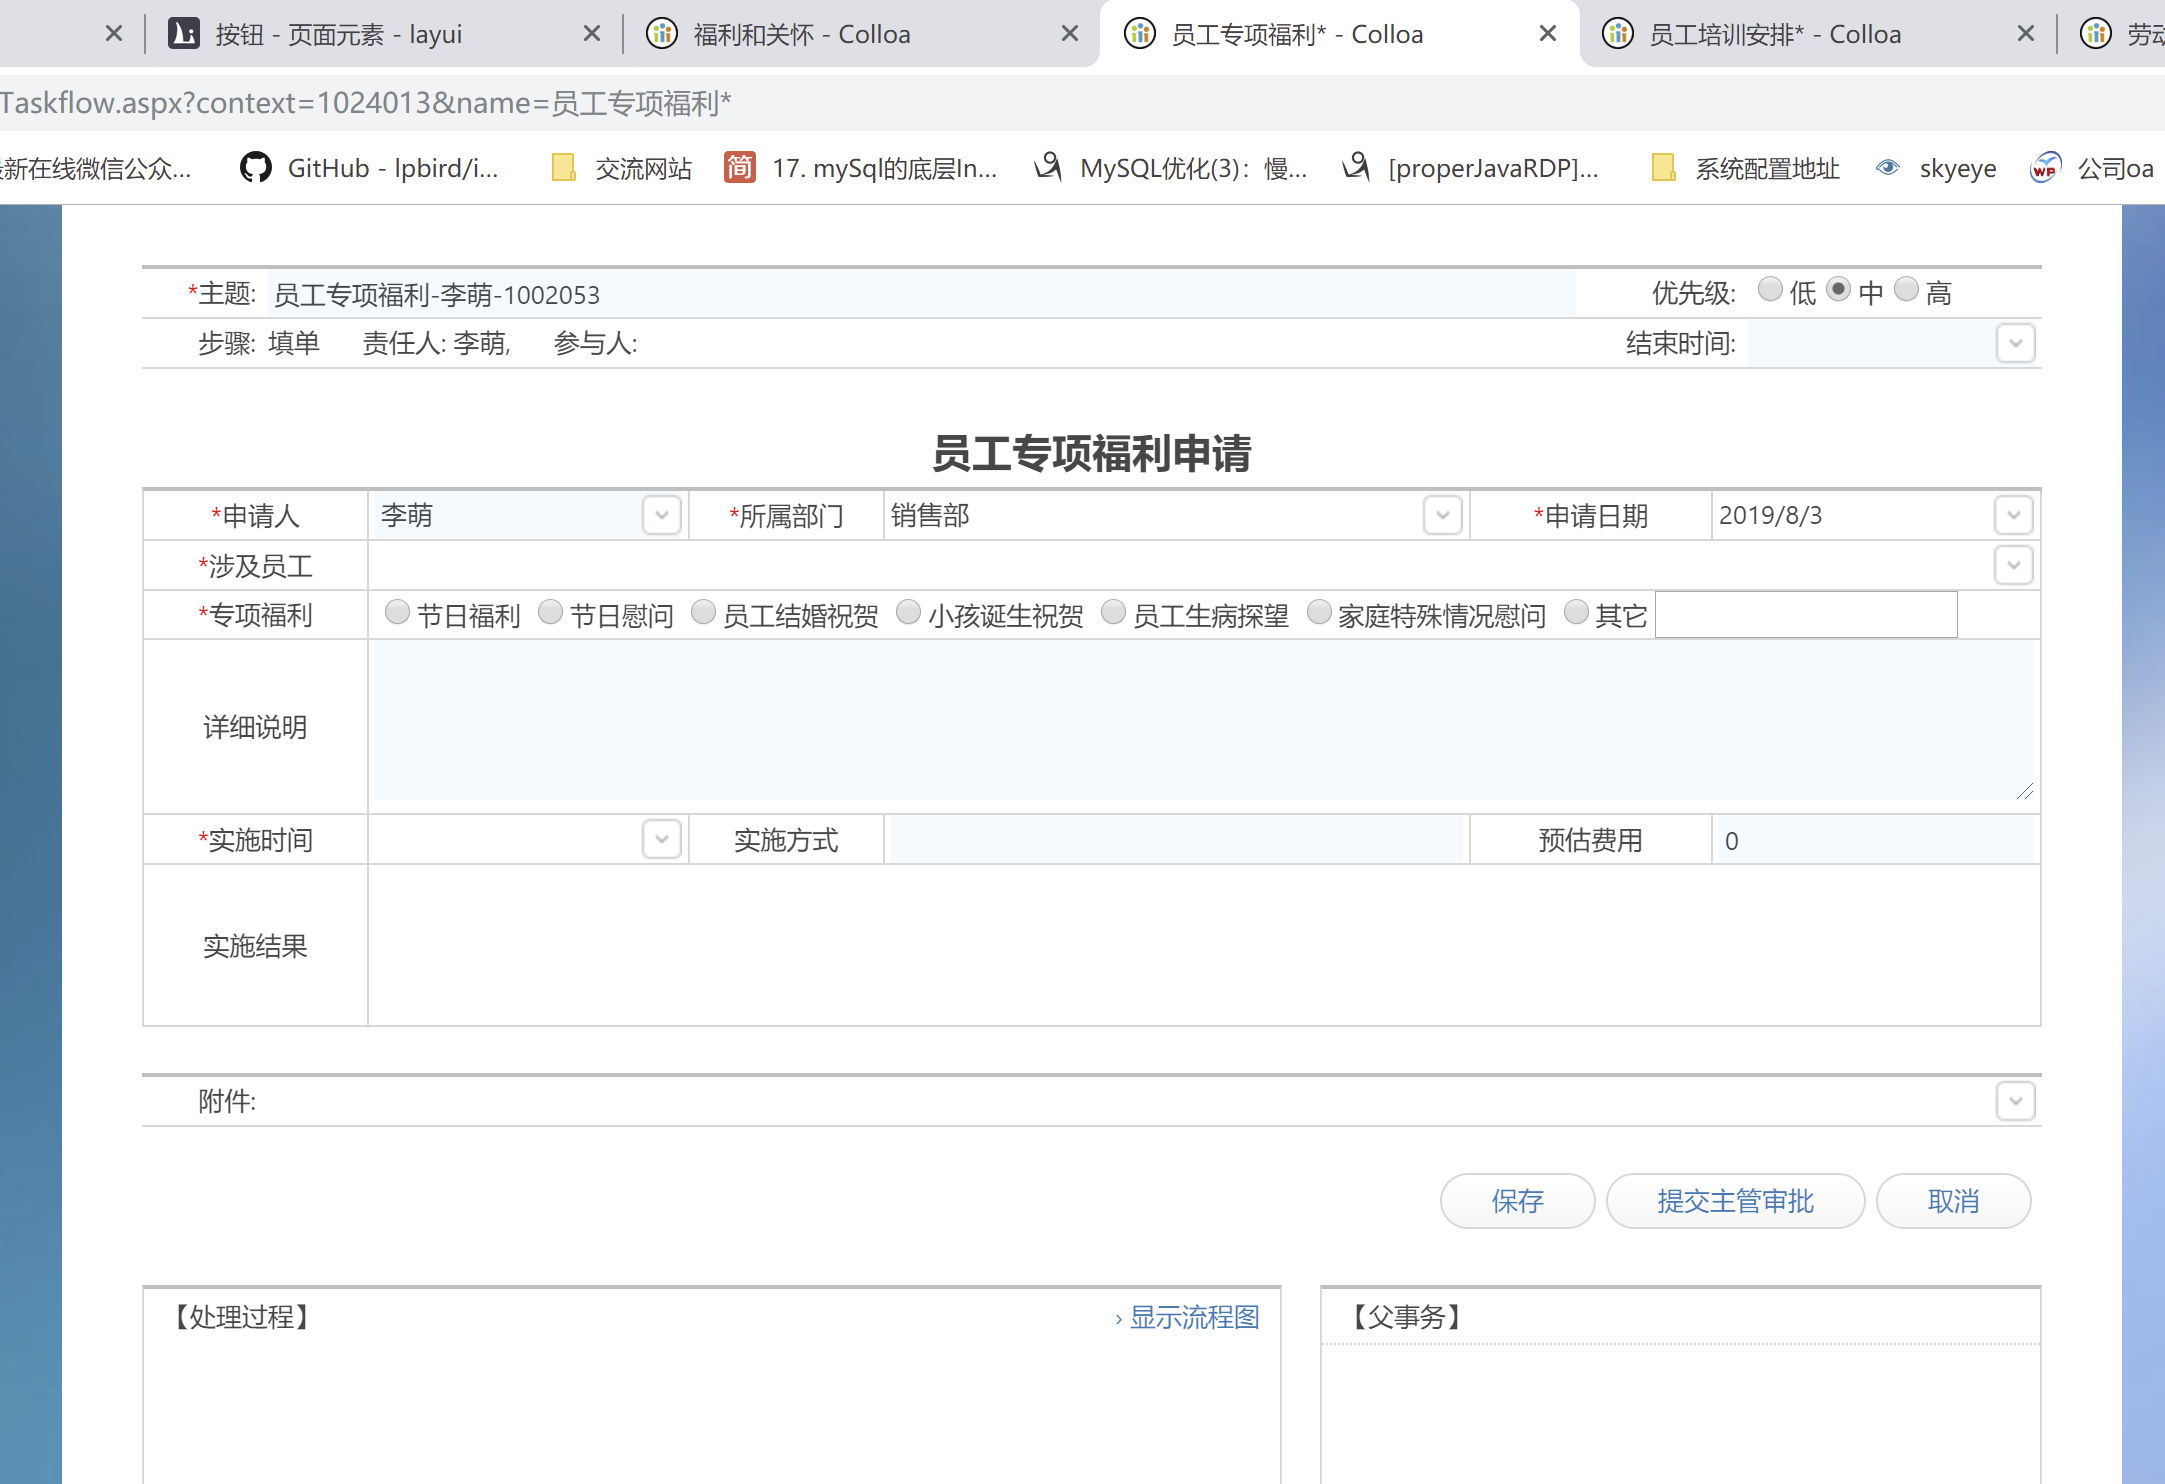 按钮 - 页面元素 - layui
福利和关怀 - Colloa
员工专项福利* - Colloa
员工培训安排* - Colloa
Taskflow.aspx?context=1024013&name=员工专项福利*
新在线微信公众...
GitHub - lpbird/i...
交流网站
简
17. mySql的底层In...
MySQL优化(3)：慢...
[properJavaRDP]...
系统配置地址
skyeye
WP
公司oa
*主题: 员工专项福利-李萌-1002053
优先级: 低 中 高
步骤: 填单 责任人: 李萌, 参与人:
结束时间:
员工专项福利申请
*申请人 李萌 *所属部门 销售部 *申请日期 2019/8/3
*涉及员工
*专项福利 节日福利 节日慰问 员工结婚祝贺 小孩诞生祝贺 员工生病探望 家庭特殊情况慰问 其它
详细说明
*实施时间 实施方式 预估费用 0
实施结果
附件:
保存 提交主管审批 取消
【处理过程】 › 显示流程图
【父事务】